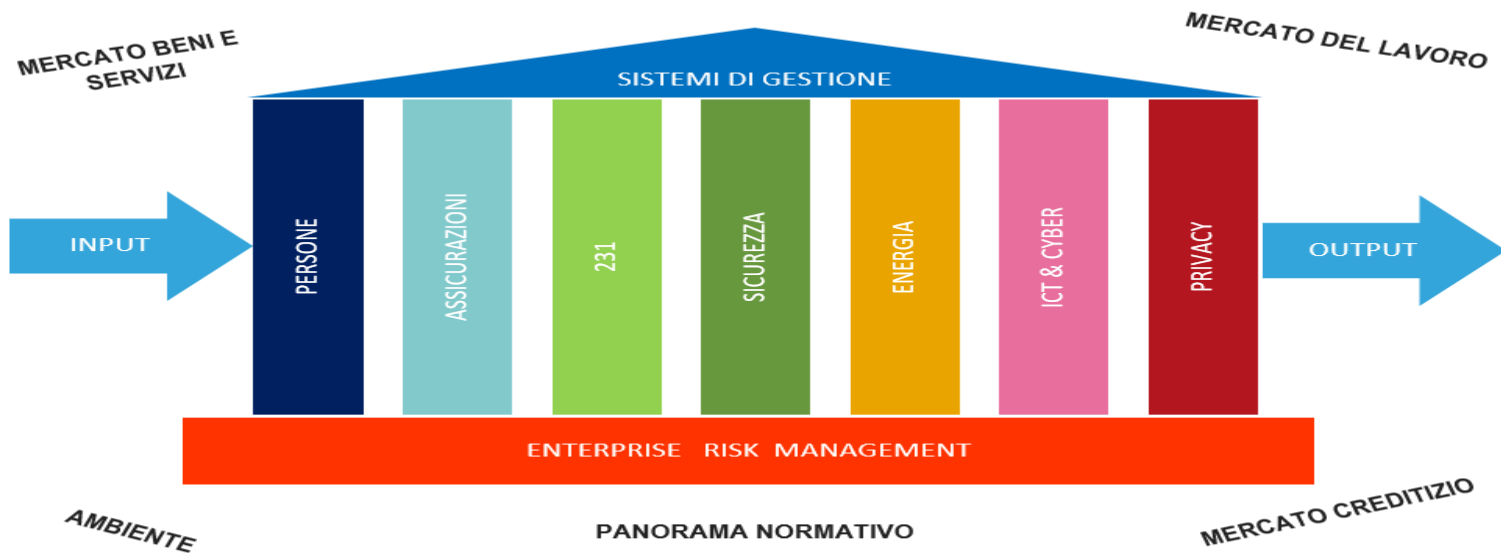 MERCATO BENI E
SERVIZI
MERCATO DEL LAVORO
SISTEMI DI GESTIONE
INPUT
PERSONE
ASSICURAZIONI
231
SICUREZZA
ENERGIA
ICT & CYBER
PRIVACY
OUTPUT
ENTERPRISE RISK MANAGEMENT
AMBIENTE
PANORAMA NORMATIVO
MERCATO CREDITIZIO